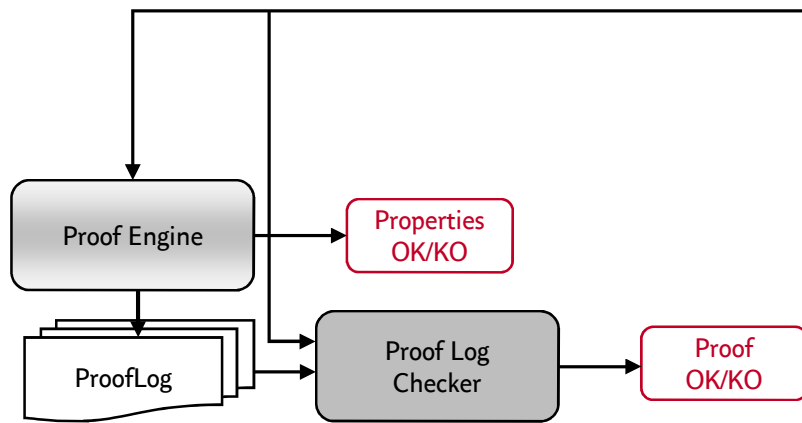 Proof Engine
Properties
OK/KO
ProofLog
Proof Log
Checker
Proof
OK/KO